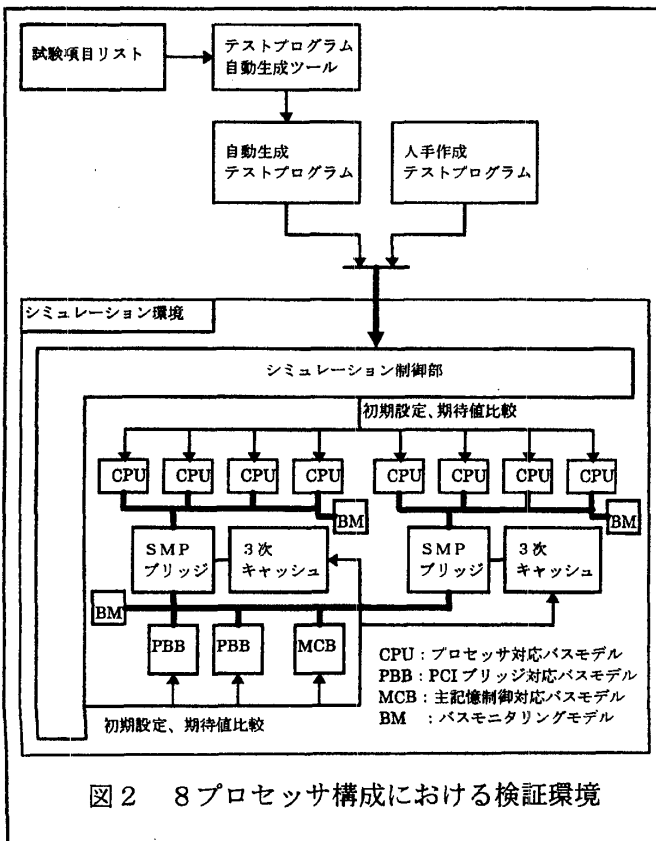 試験項目リスト
テストプログラム
自動生成ツール
自動生成
テストプログラム
人手作成
テストプログラム
シミュレーション環境
シミュレーション制御部
初期設定、期待値比較
CPU CPU CPU CPU CPU CPU CPU CPU
BM BM
SMP
ブリッジ
3次
キャッシュ
SMP
ブリッジ
3次
キャッシュ
BM
PBB PBB MCB
CPU:プロセッサ対応バスモデル
PBB:PCIブリッジ対応バスモデル
MCB:主記憶制御対応バスモデル
BM :バスモニタリングモデル
初期設定、期待値比較
図2 8プロセッサ構成における検証環境